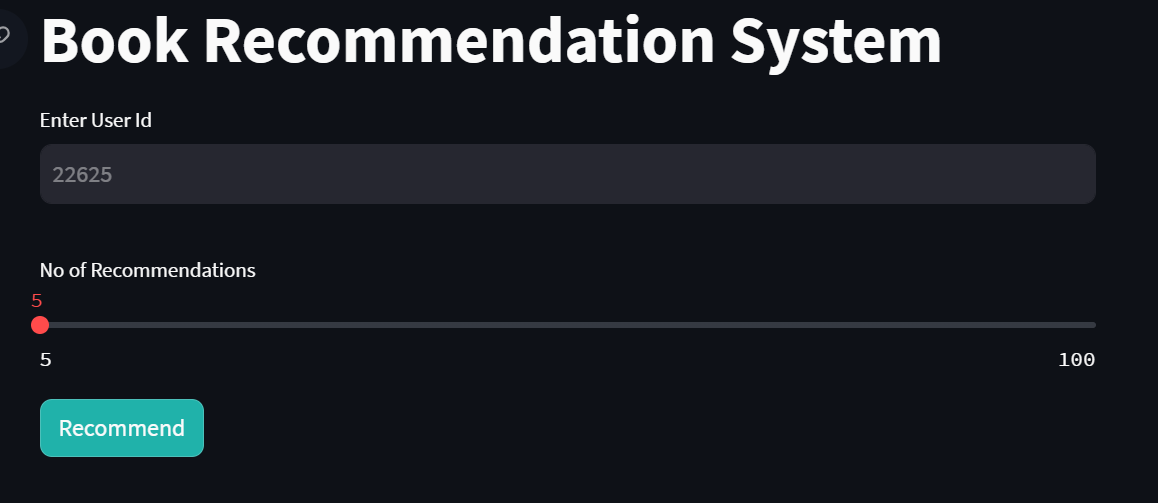 Book Recommendation System
Enter User Id
22625
No of Recommendations
5
5 100
Recommend